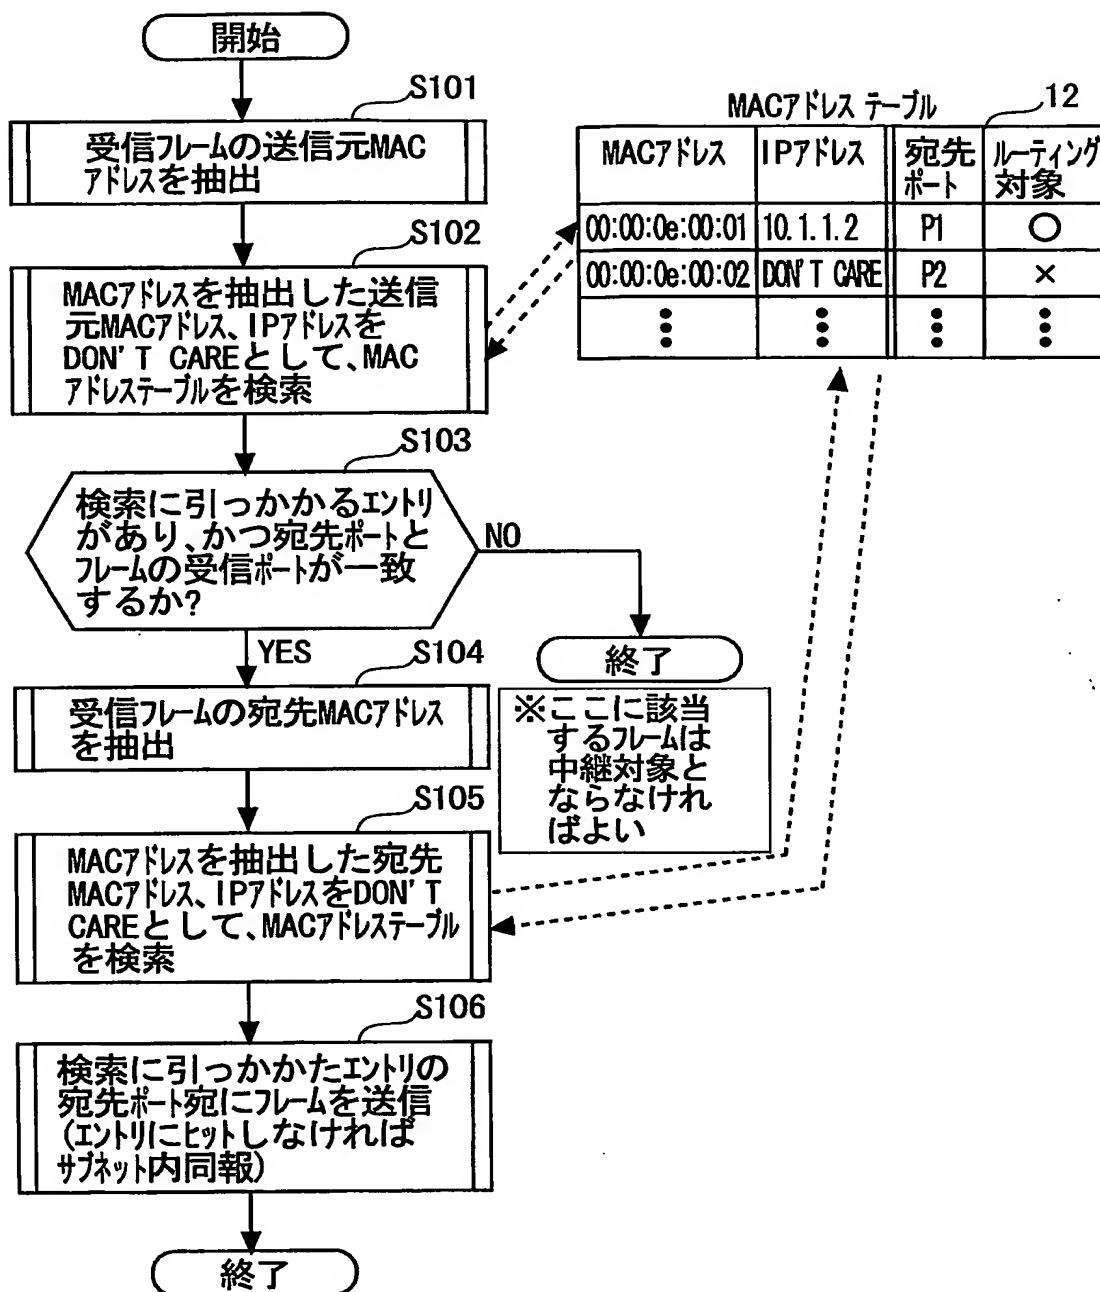 開始
S101
受信フレームの送信元MAC
アドレスを抽出
S102
MACアドレスを抽出した送信
元MACアドレス、IPアドレスを
DON'T CAREとして、MAC
アドレステーブルを検索
S103
検索に引っかかるエントリ
があり、かつ宛先ポートと
フレームの受信ポートが一致
するか?
NO
終了
※ここに該当
するフレームは
中継対象と
ならなけれ
ばよい
YES
S104
受信フレームの宛先MACアドレス
を抽出
S105
MACアドレスを抽出した宛先
MACアドレス、IPアドレスをDON'T
CAREとして、MACアドレステーブル
を検索
S106
検索に引っかかたエントリの
宛先ポート宛にフレームを送信
(エントリにヒットしなければ
サブネット内同報)
終了
MACアドレス テーブル
12
MACアドレス IPアドレス 宛先 ルーティング
ポート 対象
00:00:0e:00:01 10.1.1.2 P1 ○
00:00:0e:00:02 DON'T CARE P2 ×